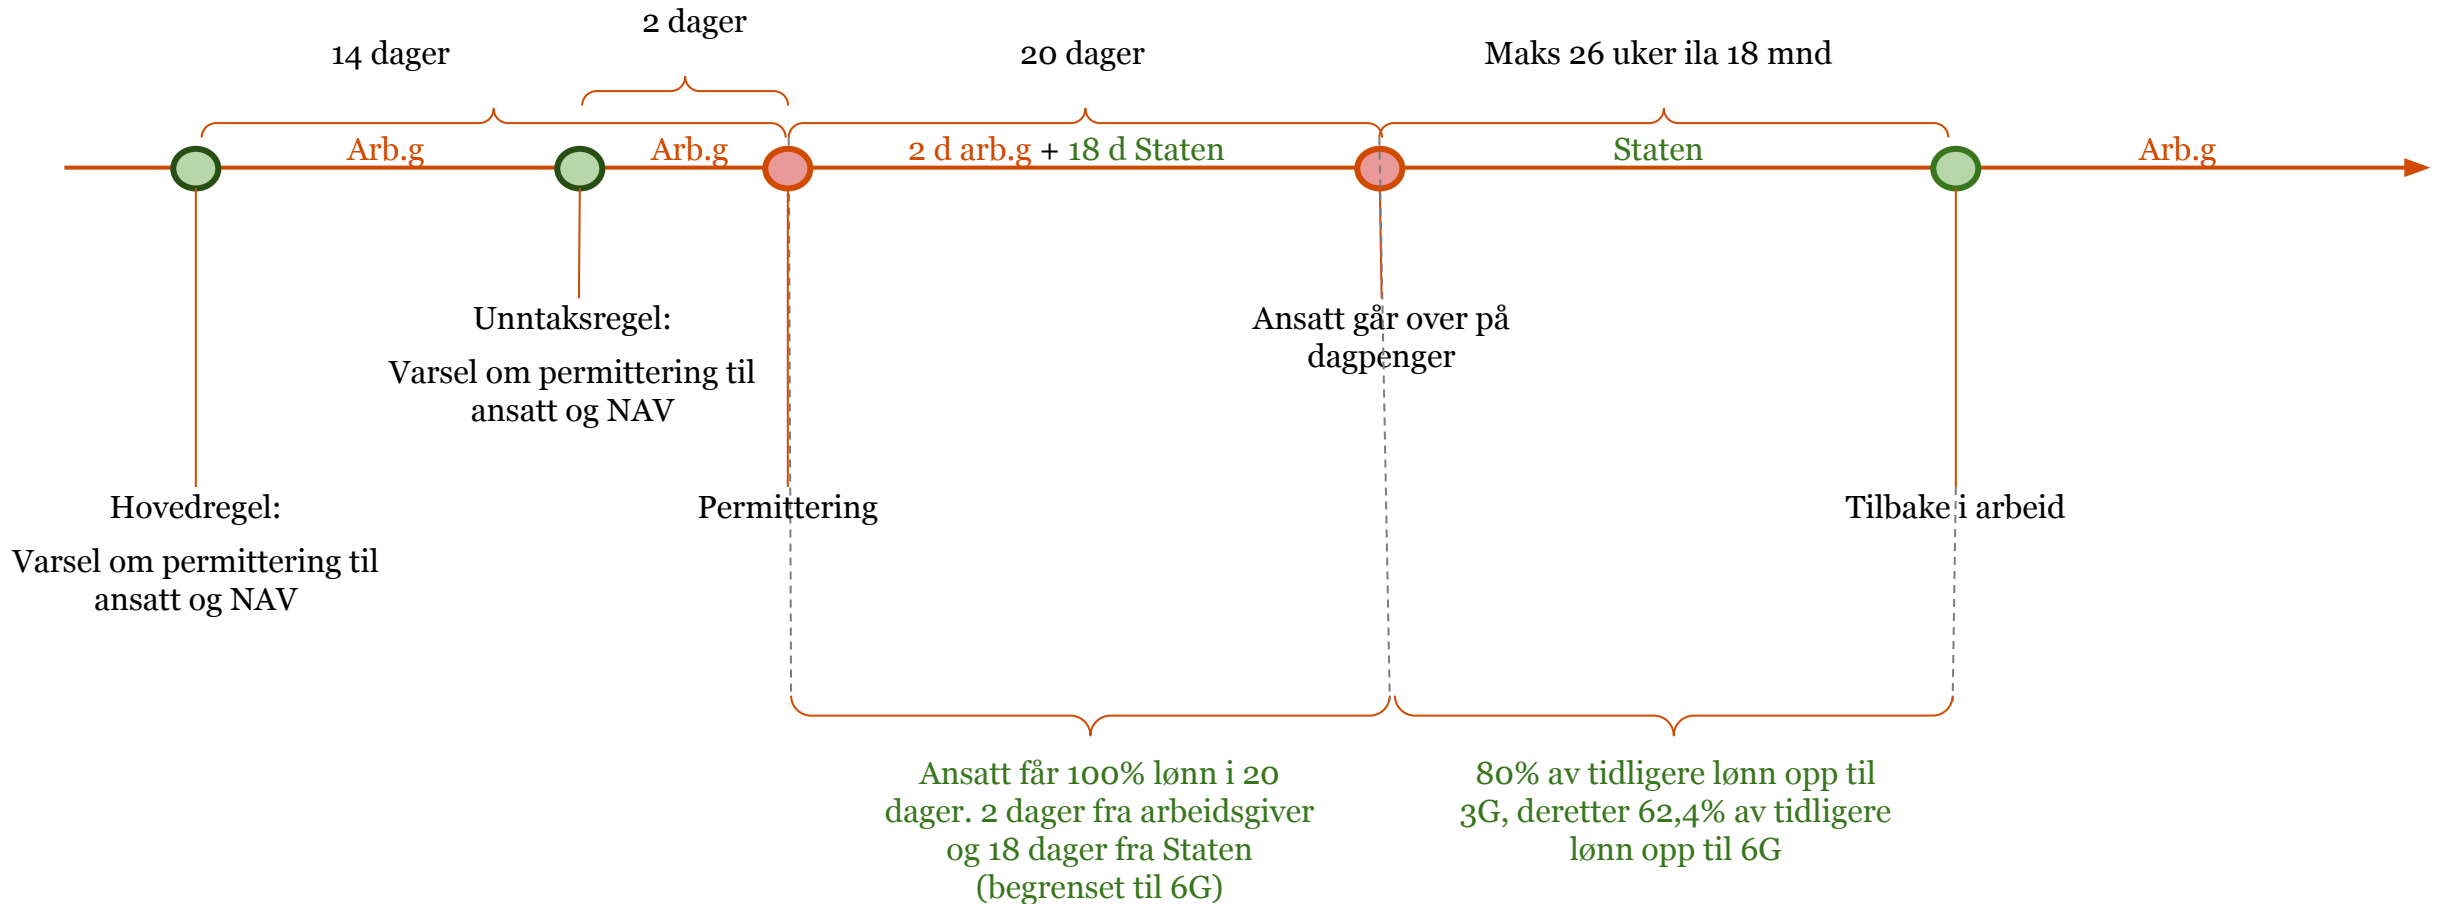 2 dager
14 dager
20 dager
Maks 26 uker ila 18 mnd
Arb.g
Arb.g
2 d arb.g + 18 d Staten
Staten
Arb.g
Unntaksregel:
Varsel om permittering til
ansatt og NAV
Ansatt går over på
dagpenger
Hovedregel:
Varsel om permittering til
ansatt og NAV
Permittering
Tilbake i arbeid
Ansatt får 100% lønn i 20
dager. 2 dager fra arbeidsgiver
og 18 dager fra Staten
(begrenset til 6G)
80% av tidligere lønn opp til
3G, deretter 62,4% av tidligere
lønn opp til 6G